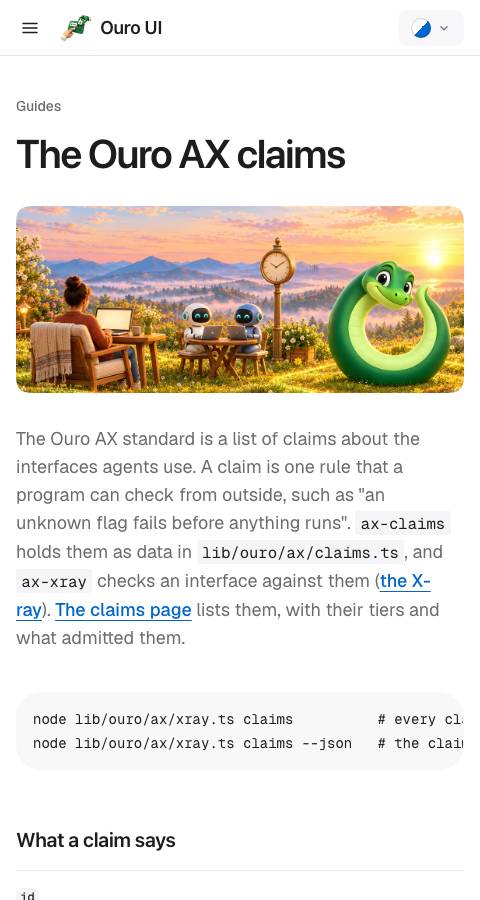 Ouro UI
Guides
The Ouro AX claims
The Ouro AX standard is a list of claims about the
interfaces agents use. A claim is one rule that a
program can check from outside, such as "an
unknown flag fails before anything runs". ax-claims
holds them as data in lib/ouro/ax/claims.ts, and
ax-xray checks an interface against them (the X-
ray). The claims page lists them, with their tiers and
what admitted them.
node lib/ouro/ax/xray.ts claims # every cla
node lib/ouro/ax/xray.ts claims --json # the claim
What a claim says
id